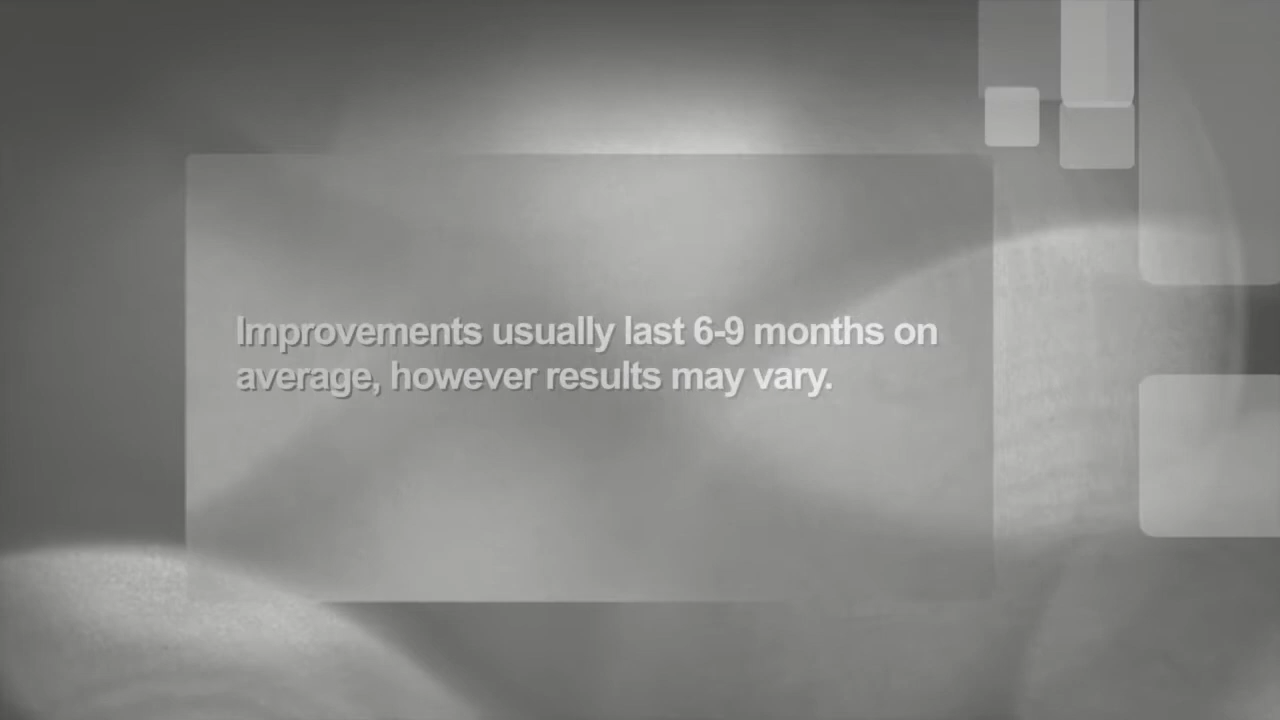 Improvements usually last 6-9 months on
average, however results may vary.